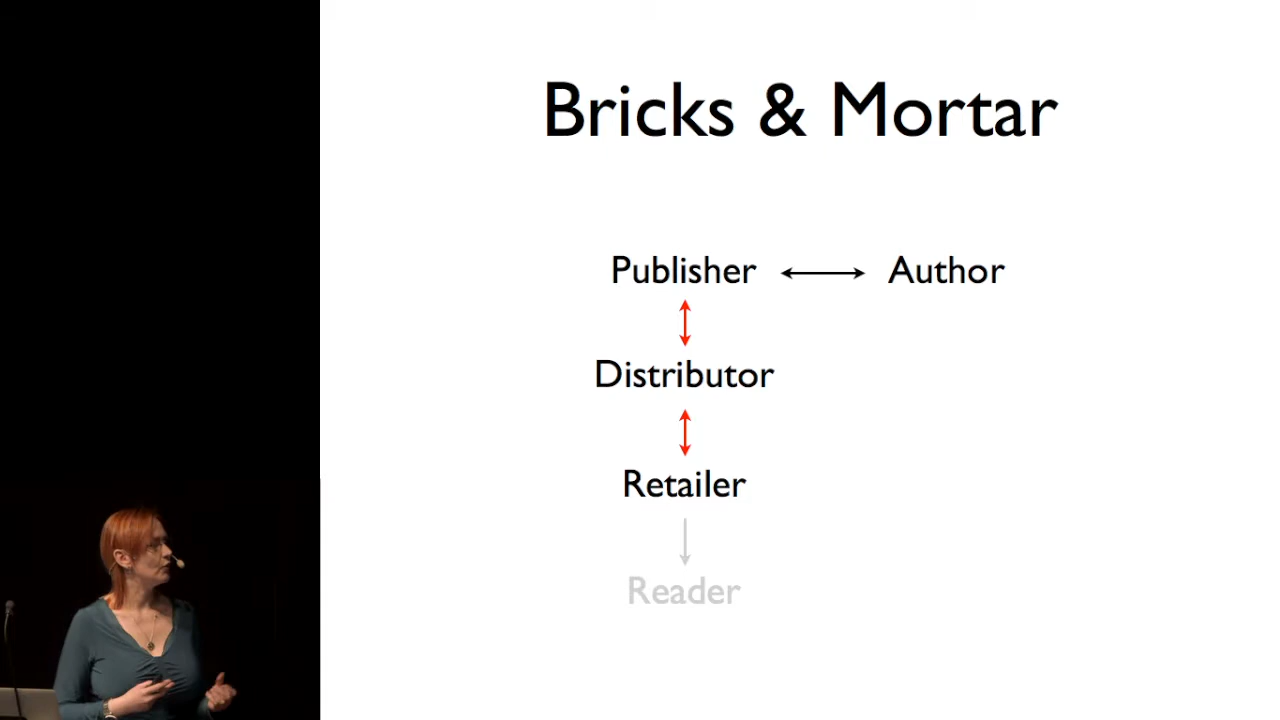 Bricks & Mortar
Publisher Author
Distributor
Retailer
Reader